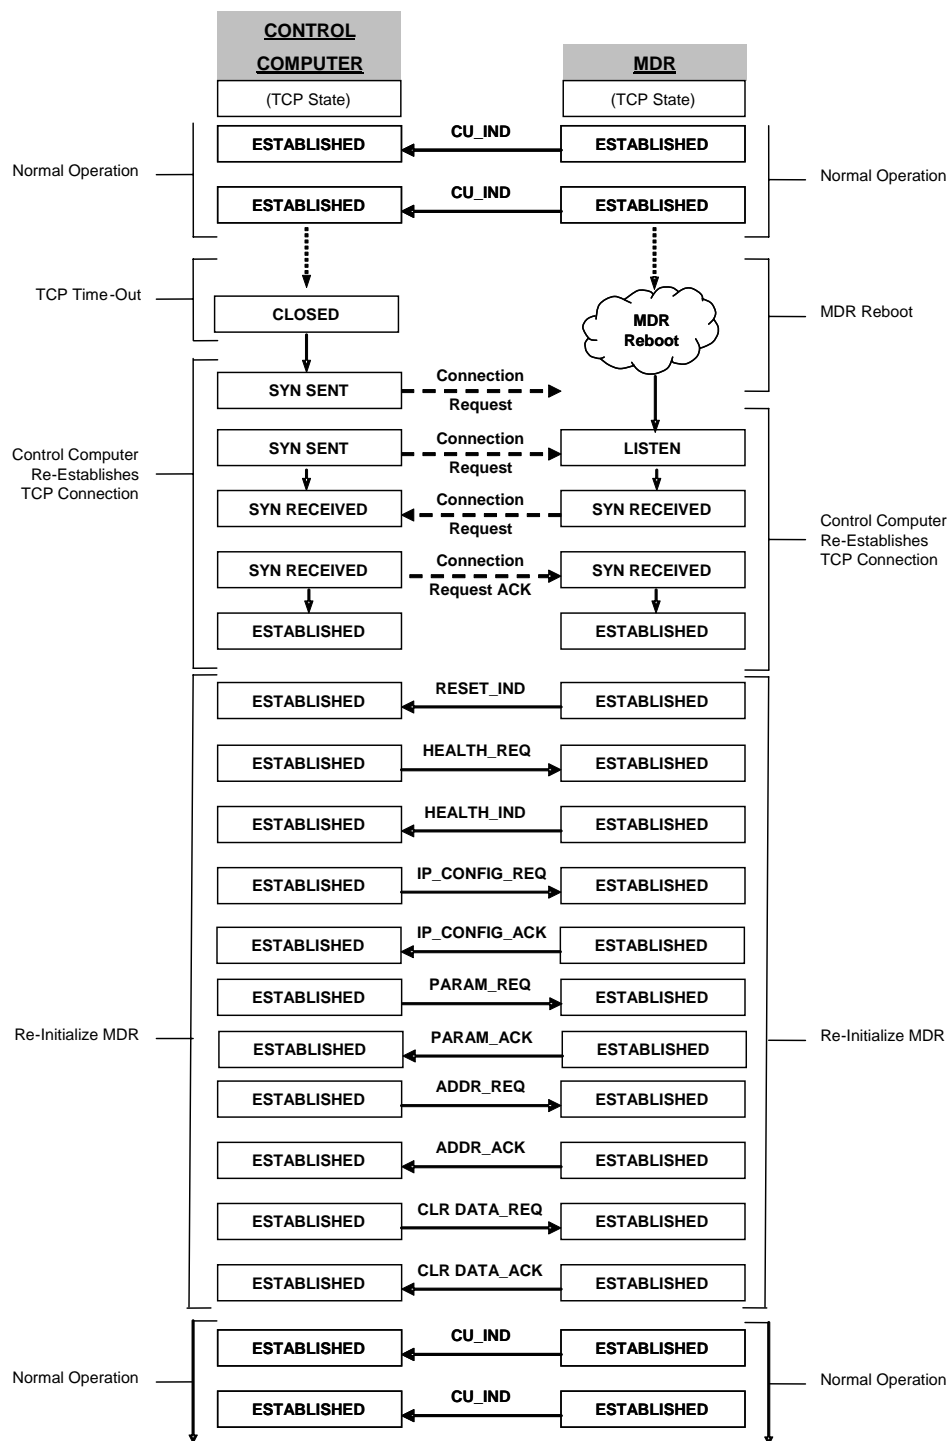 CONTROL
COMPUTER
MDR
(TCP State)
(TCP State)
CU_IND
ESTABLISHED
ESTABLISHED
Normal Operation
Normal Operation
CU_IND
ESTABLISHED
ESTABLISHED
TCP Time-Out
CLOSED
MDR
Reboot
MDR Reboot
SYN SENT
Connection
Request
Control Computer
Re-Establishes
TCP Connection
SYN SENT
Connection
Request
LISTEN
SYN RECEIVED
Connection
Request
SYN RECEIVED
Control Computer
Re-Establishes
TCP Connection
SYN RECEIVED
Connection
Request ACK
SYN RECEIVED
ESTABLISHED
ESTABLISHED
RESET_IND
ESTABLISHED
ESTABLISHED
HEALTH_REQ
ESTABLISHED
ESTABLISHED
HEALTH_IND
ESTABLISHED
ESTABLISHED
IP_CONFIG_REQ
ESTABLISHED
ESTABLISHED
IP_CONFIG_ACK
ESTABLISHED
ESTABLISHED
PARAM_REQ
ESTABLISHED
ESTABLISHED
Re-Initialize MDR
Re-Initialize MDR
PARAM_ACK
ESTABLISHED
ESTABLISHED
ADDR_REQ
ESTABLISHED
ESTABLISHED
ADDR_ACK
ESTABLISHED
ESTABLISHED
CLR DATA_REQ
ESTABLISHED
ESTABLISHED
CLR DATA_ACK
ESTABLISHED
ESTABLISHED
CU_IND
ESTABLISHED
ESTABLISHED
Normal Operation
Normal Operation
CU_IND
ESTABLISHED
ESTABLISHED